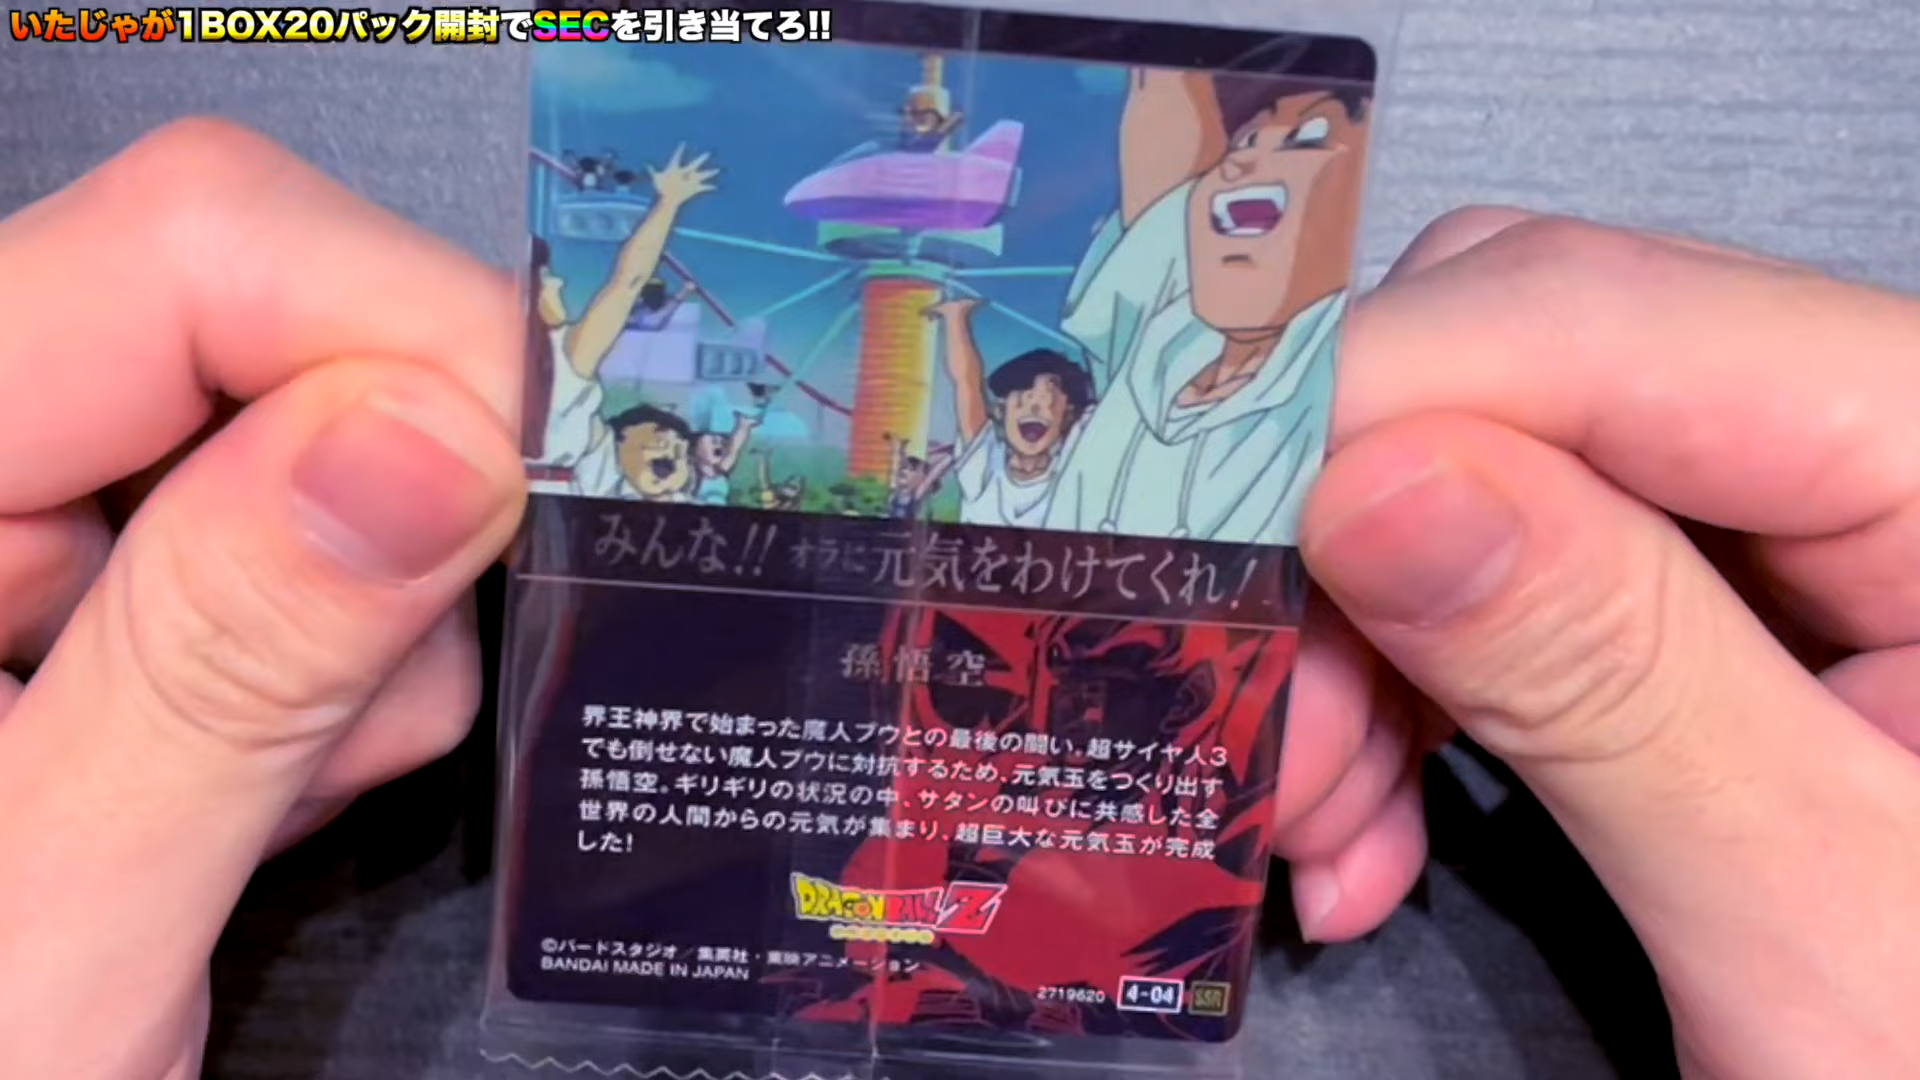 いたじゃが1BOX20パック開封でSECを引き当てろ!!
みんな!! オラに元気をわけてくれ!
孫悟空
界王神界で始まった魔人ブウとの最後の闘い。超サイヤ人3
でも倒せない魔人ブウに対抗するため、元気玉をつくり出す
孫悟空。ギリギリの状況の中、サタンの叫びに共感した全
世界の人間からの元気が集まり、超巨大な元気玉が完成
した!
DRAGON BALL Z
©バードスタジオ／集英社・東映アニメーション
BANDAI MADE IN JAPAN
2719620 4-04 SSR